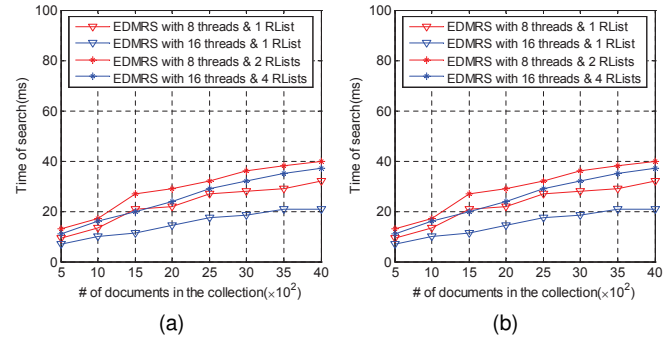 100
80
60
40
20
0
Time of search(ms)
EDMRS with 8 threads & 1 RList
EDMRS with 16 threads & 1 RList
EDMRS with 8 threads & 2 RLists
EDMRS with 16 threads & 4 RLists
5 10 15 20 25 30 35 40
# of documents in the collection(×10²)
(a)
100
80
60
40
20
0
Time of search(ms)
EDMRS with 8 threads & 1 RList
EDMRS with 16 threads & 1 RList
EDMRS with 8 threads & 2 RLists
EDMRS with 16 threads & 4 RLists
5 10 15 20 25 30 35 40
# of documents in the collection(×10²)
(b)